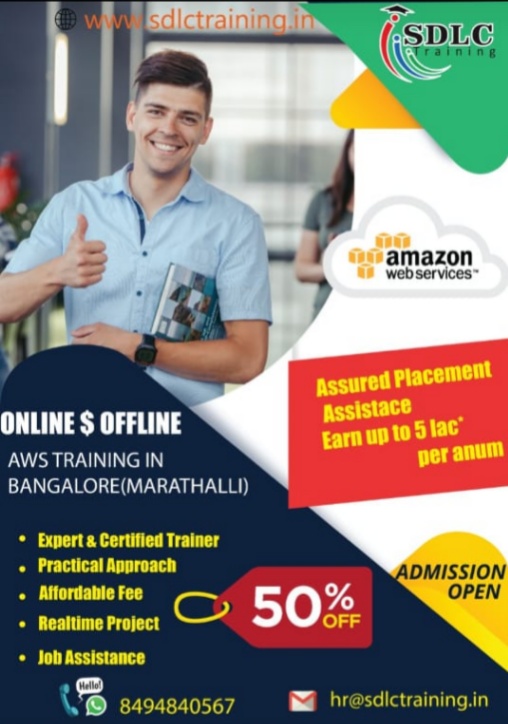 www.sdlctraining.in
SDLC
Training
amazon
web services™
Assured Placement
Assistace
Earn up to 5 lac*
per anum
ONLINE $ OFFLINE
AWS TRAINING IN
BANGALORE(MARATHALLI)
• Expert & Certified Trainer
• Practical Approach
• Affordable Fee
• Realtime Project
• Job Assistance
50% OFF
ADMISSION
OPEN
Hello!
8494840567
hr@sdlctraining.in